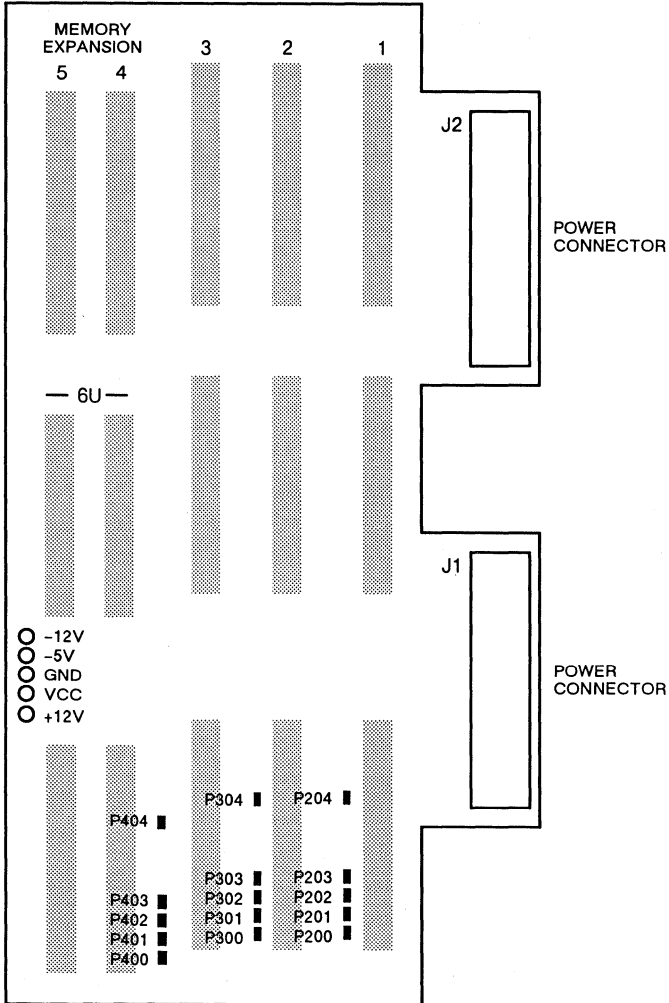 MEMORY
EXPANSION
5 4 3 2 1
J2
POWER
CONNECTOR
— 6U —
J1
POWER
CONNECTOR
–12V
–5V
GND
VCC
+12V
P304 P204
P404
P303 P203
P403 P302 P202
P402 P301 P201
P401 P300 P200
P400